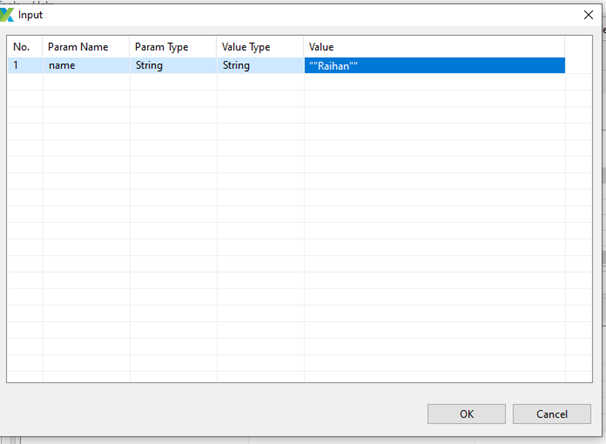 Input
No. Param Name Param Type Value Type Value
1 name String String ""Raihan""
OK Cancel